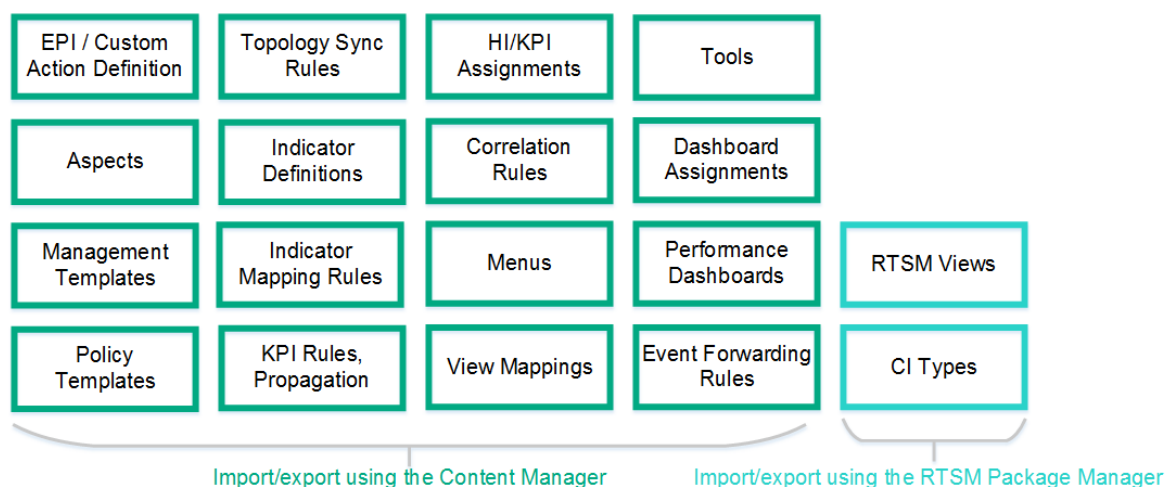 EPI / Custom
Action Definition
Topology Sync
Rules
HI/KPI
Assignments
Tools
Aspects
Indicator
Definitions
Correlation
Rules
Dashboard
Assignments
Management
Templates
Indicator
Mapping Rules
Menus
Performance
Dashboards
RTSM Views
Policy
Templates
KPI Rules,
Propagation
View Mappings
Event Forwarding
Rules
CI Types
Import/export using the Content Manager
Import/export using the RTSM Package Manager